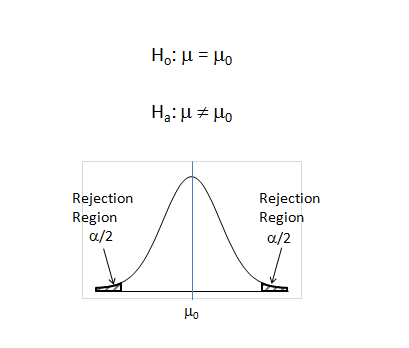 Hₒ: μ = μ₀
Hₐ: μ ≠ μ₀
Rejection
Region
α/2
Rejection
Region
α/2
μ₀